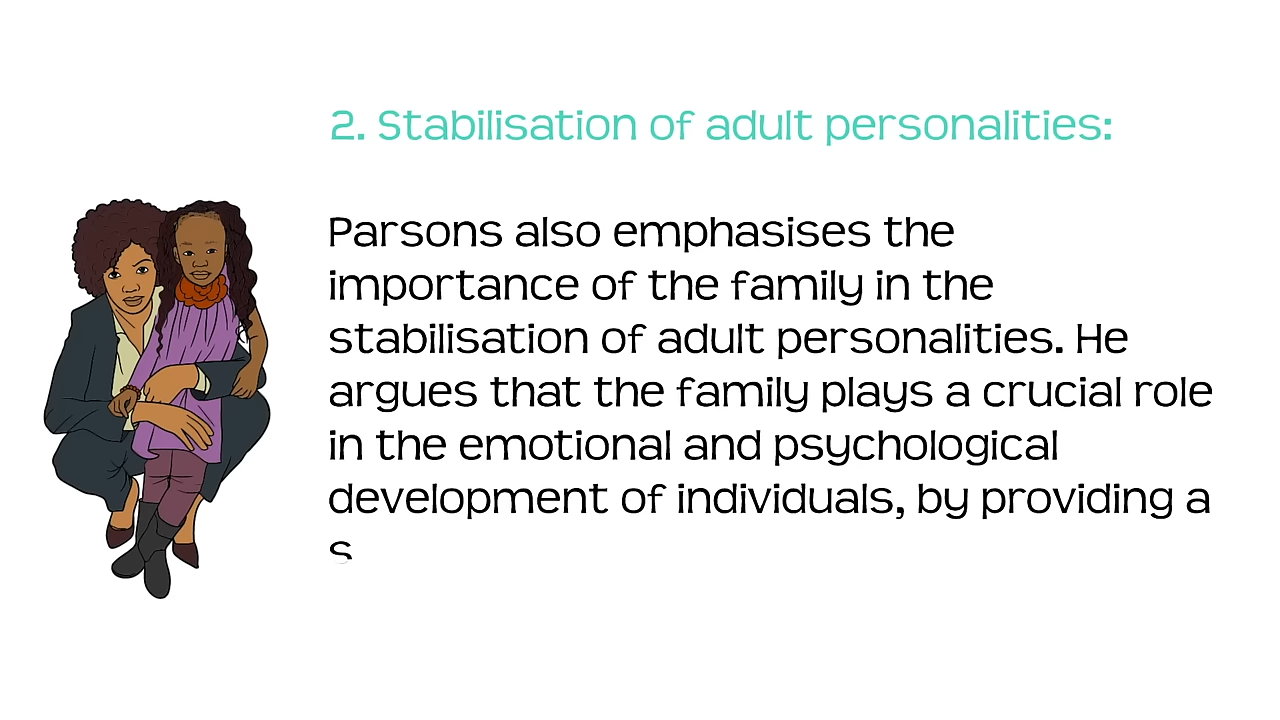 2. Stabilisation of adult personalities:
Parsons also emphasises the
importance of the family in the
stabilisation of adult personalities. He
argues that the family plays a crucial role
in the emotional and psychological
development of individuals, by providing a
s